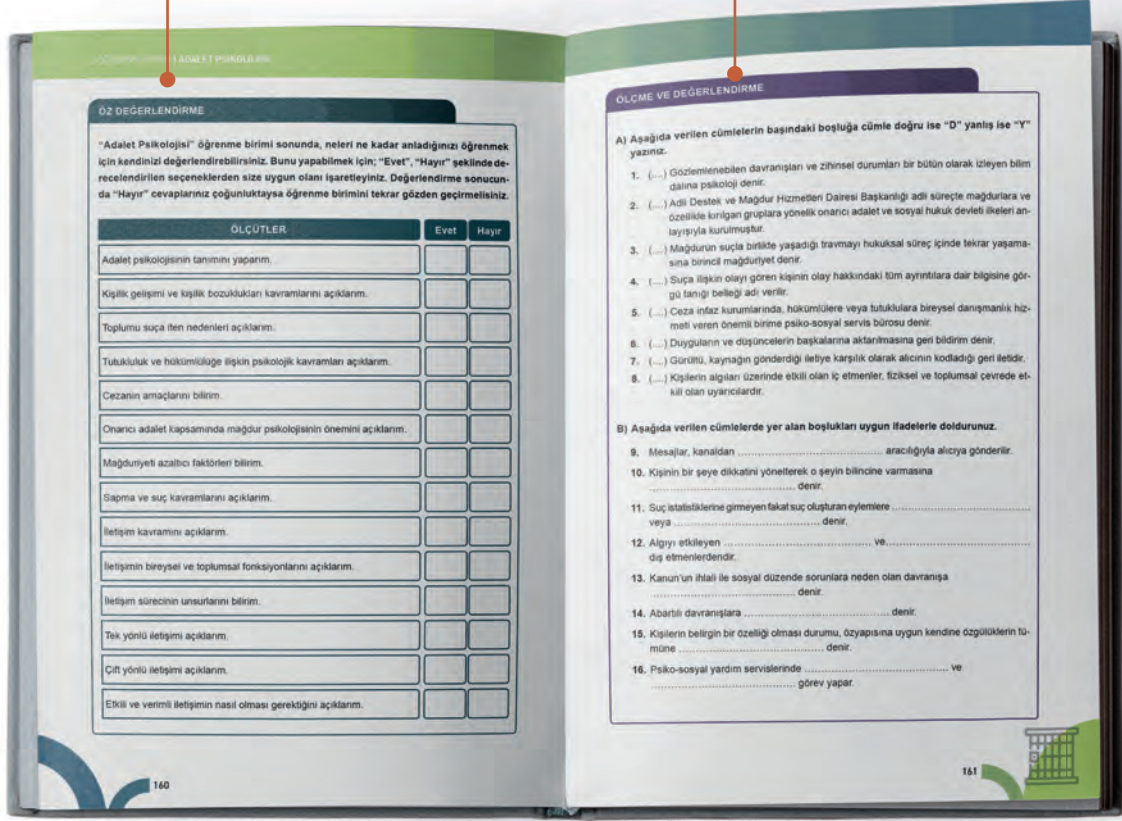 ADALET PSİKOLOJİSİ
ÖZ DEĞERLENDİRME
"Adalet Psikolojisi" öğrenme birimi sonunda, neleri ne kadar anladığınızı öğrenmek
için kendinizi değerlendirebilirsiniz. Bunu yapabilmek için; "Evet", "Hayır" şeklinde de-
recelendirilen seçeneklerden size uygun olanı işaretleyiniz. Değerlendirme sonucun-
da "Hayır" cevaplarınız çoğunluktaysa öğrenme birimini tekrar gözden geçirmelisiniz.
ÖLÇÜTLER Evet Hayır
Adalet psikolojisinin tanımını yaparım.
Kişilik gelişimi ve kişilik bozuklukları kavramlarını açıklarım.
Toplumu suça iten nedenleri açıklarım.
Tutukluluk ve hükümlülüğe ilişkin psikolojik kavramları açıklarım.
Cezanın amaçlarını bilirim.
Onarıcı adalet kapsamında mağdur psikolojisinin önemini açıklarım.
Mağduriyeti azaltıcı faktörleri bilirim.
Sapma ve suç kavramlarını açıklarım.
İletişim kavramını açıklarım.
İletişimin bireysel ve toplumsal fonksiyonlarını açıklarım.
İletişim sürecinin unsurlarını bilirim.
Tek yönlü iletişimi açıklarım.
Çift yönlü iletişimi açıklarım.
Etkili ve verimli iletişimin nasıl olması gerektiğini açıklarım.
160
ÖLÇME VE DEĞERLENDİRME
A) Aşağıda verilen cümlelerin başındaki boşluğa cümle doğru ise "D" yanlış ise "Y"
yazınız.
1. (....) Gözlemlenebilen davranışları ve zihinsel durumları bir bütün olarak izleyen bilim
dalına psikoloji denir.
2. (....) Adli Destek ve Mağdur Hizmetleri Dairesi Başkanlığı adli süreçte mağdurlara ve
özellikle kırılgan gruplara yönelik onarıcı adalet ve sosyal hukuk devleti ilkeleri an-
layışıyla kurulmuştur.
3. (....) Mağdurun suçla birlikte yaşadığı travmayı hukuksal süreç içinde tekrar yaşama-
sına birincil mağduriyet denir.
4. (....) Suça ilişkin olayı gören kişinin olay hakkındaki tüm ayrıntılara dair bilgisine gör-
gü tanığı belleği adı verilir.
5. (....) Ceza infaz kurumlarında, hükümlülere veya tutuklulara bireysel danışmanlık hiz-
meti veren önemli birime psiko-sosyal servis bürosu denir.
6. (....) Duyguların ve düşüncelerin başkalarına aktarılmasına geri bildirim denir.
7. (....) Gürültü, kaynağın gönderdiği iletiye karşılık olarak alıcının kodladığı geri iletidir.
8. (....) Kişilerin algıları üzerinde etkili olan iç etmenler, fiziksel ve toplumsal çevrede et-
kili olan uyarıcılardır.
B) Aşağıda verilen cümlelerde yer alan boşlukları uygun ifadelerle doldurunuz.
9. Mesajlar, kanaldan ........................................... aracılığıyla alıcıya gönderilir.
10. Kişinin bir şeye dikkatini yönelterek o şeyin bilincine varmasına
........................................... denir.
11. Suç istatistiklerine girmeyen fakat suç oluşturan eylemlere ...........................................
veya ........................................... denir.
12. Algıyı etkileyen ........................................... ve...........................................
dış etmenlerdendir.
13. Kanun'un ihlali ile sosyal düzende sorunlara neden olan davranışa
........................................... denir.
14. Abartılı davranışlara ........................................... denir.
15. Kişilerin belirgin bir özelliği olması durumu, özyapısına uygun kendine özgülüklerin tü-
müne ........................................... denir.
16. Psiko-sosyal yardım servislerinde ........................................... ve
........................................... görev yapar.
161